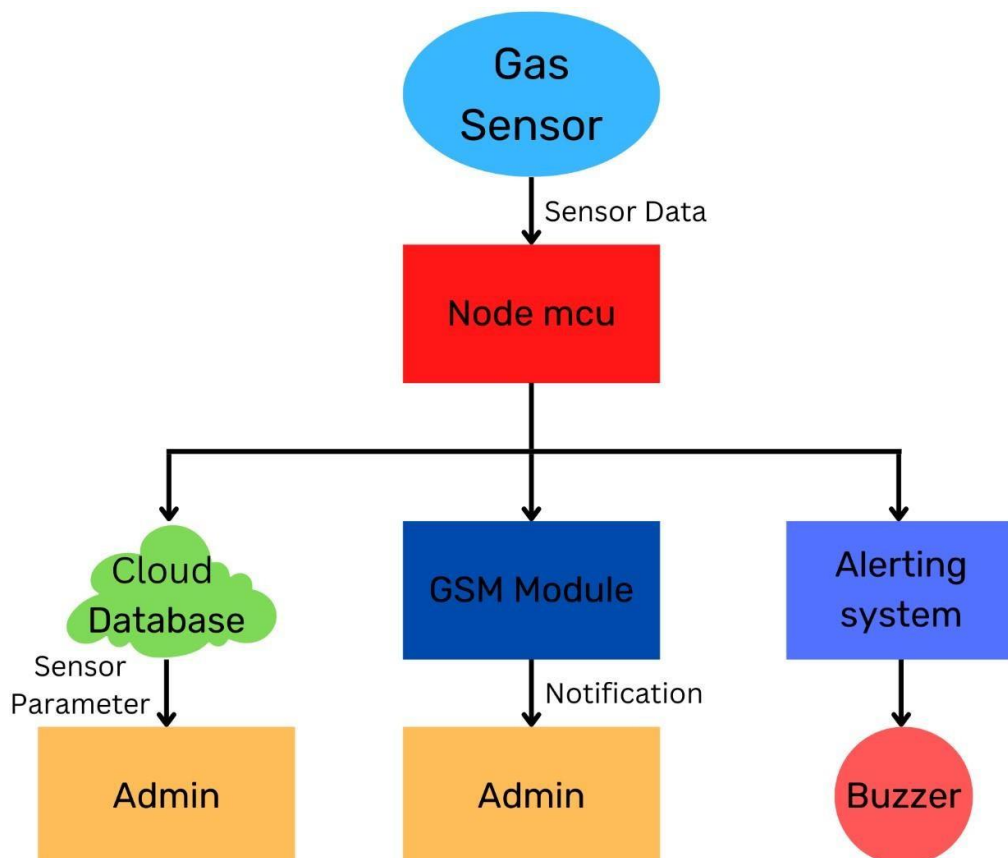 Gas
Sensor
Sensor Data
Node mcu
Cloud
Database
GSM Module
Alerting
system
Sensor
Parameter
Notification
Admin
Admin
Buzzer